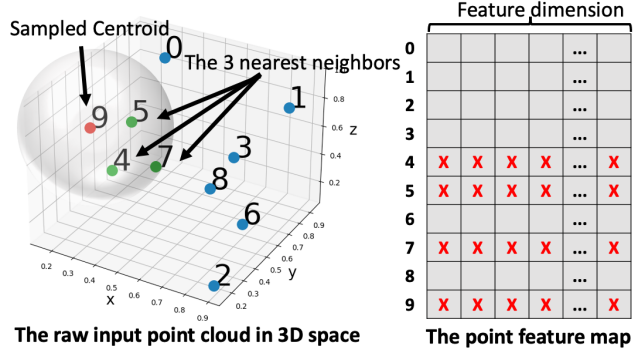 Sampled Centroid
The 3 nearest neighbors
0
1
2
3
4
5
6
7
8
9
0.2 0.3 0.4 0.5 0.6 0.7 0.8 0.9
x
0.2 0.3 0.4 0.5 0.6 0.7 0.8 0.9
y
0.8
0.6
0.4
0.2
z
The raw input point cloud in 3D space
Feature dimension
0 ...
1 ...
2 ...
3 ...
4 X X X X ... X
5 X X X X ... X
6 ...
7 X X X X ... X
8 ...
9 X X X X ... X
The point feature map